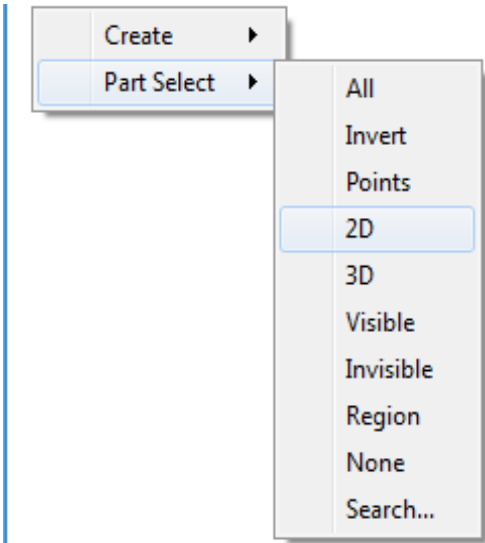 Create
Part Select
All
Invert
Points
2D
3D
Visible
Invisible
Region
None
Search...